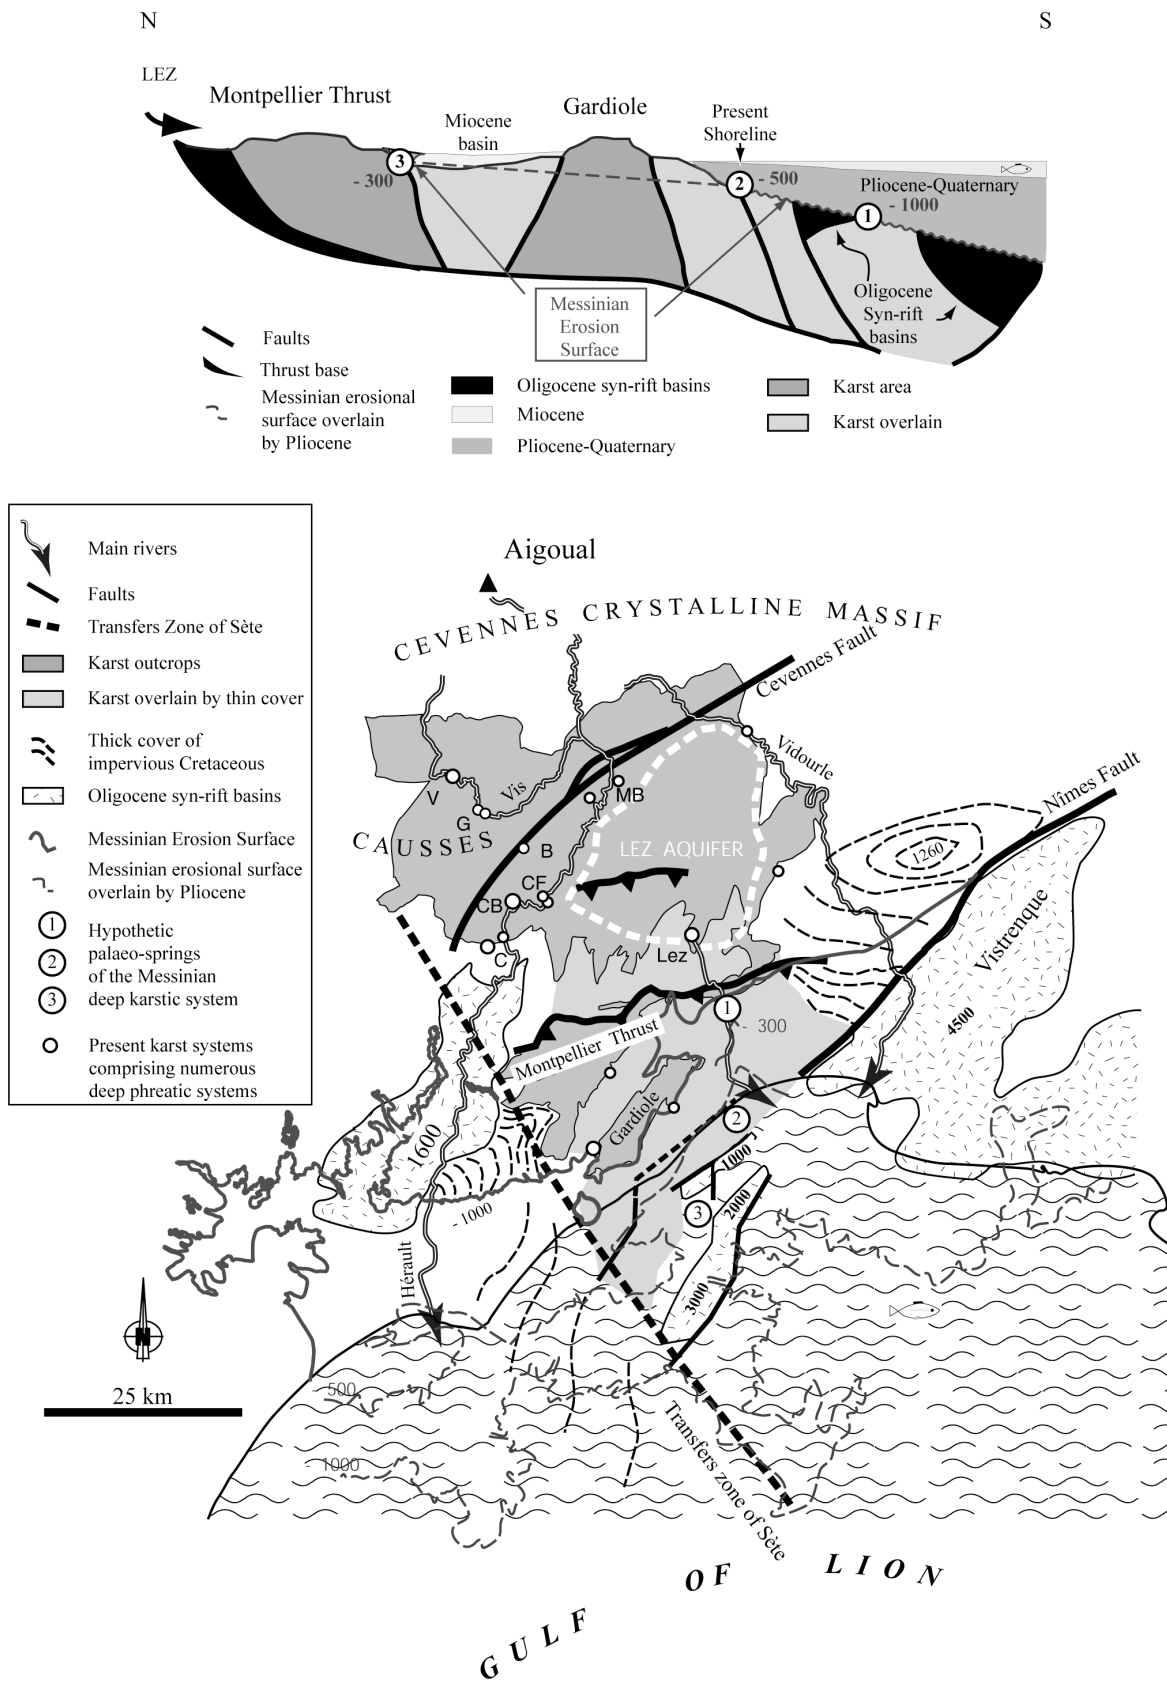 N
S
LEZ
Montpellier Thrust
Miocene
basin
Gardiole
Present
Shoreline
3
- 300
2
- 500
Pliocene-Quaternary
1
- 1000
Oligocene
Syn-rift
basins
Messinian
Erosion
Surface
Faults
Thrust base
Messinian erosional
surface overlain
by Pliocene
Oligocene syn-rift basins
Miocene
Pliocene-Quaternary
Karst area
Karst overlain
Main rivers
Faults
Transfers Zone of Sète
Karst outcrops
Karst overlain by thin cover
Thick cover of
impervious Cretaceous
Oligocene syn-rift basins
Messinian Erosion Surface
Messinian erosional surface
overlain by Pliocene
1
2
3
Hypothetic
palaeo-springs
of the Messinian
deep karstic system
Present karst systems
comprising numerous
deep phreatic systems
Aigoual
CEVENNES CRYSTALLINE MASSIF
Cevennes Fault
Vidourle
Nîmes Fault
V
Vis
G
MB
CAUSSES
B
LEZ AQUIFER
1260
CF
CB
C
Lez
Vistrenque
4500
1
- 300
Montpellier Thrust
Gardiole
2
1600
1000
- 1000
3
2000
Hérault
3000
N
25 km
- 500
- 1000
Transfers zone of Sète
GULF OF LION